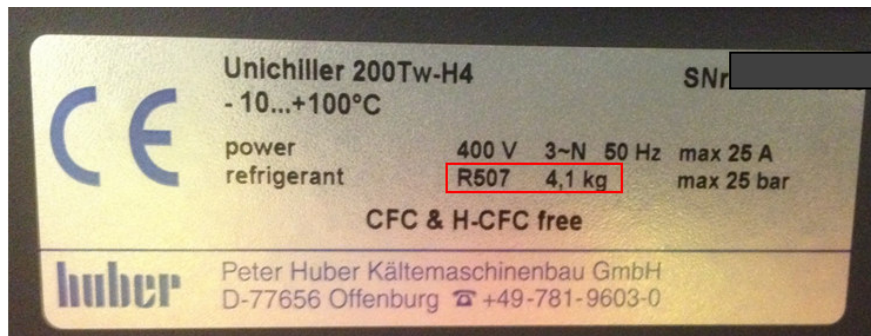 CE
Unichiller 200Tw-H4 SNr
- 10...+100°C
power 400 V 3~N 50 Hz max 25 A
refrigerant R507 4,1 kg max 25 bar
CFC & H-CFC free
huber
Peter Huber Kältemaschinenbau GmbH
D-77656 Offenburg ☎ +49-781-9603-0